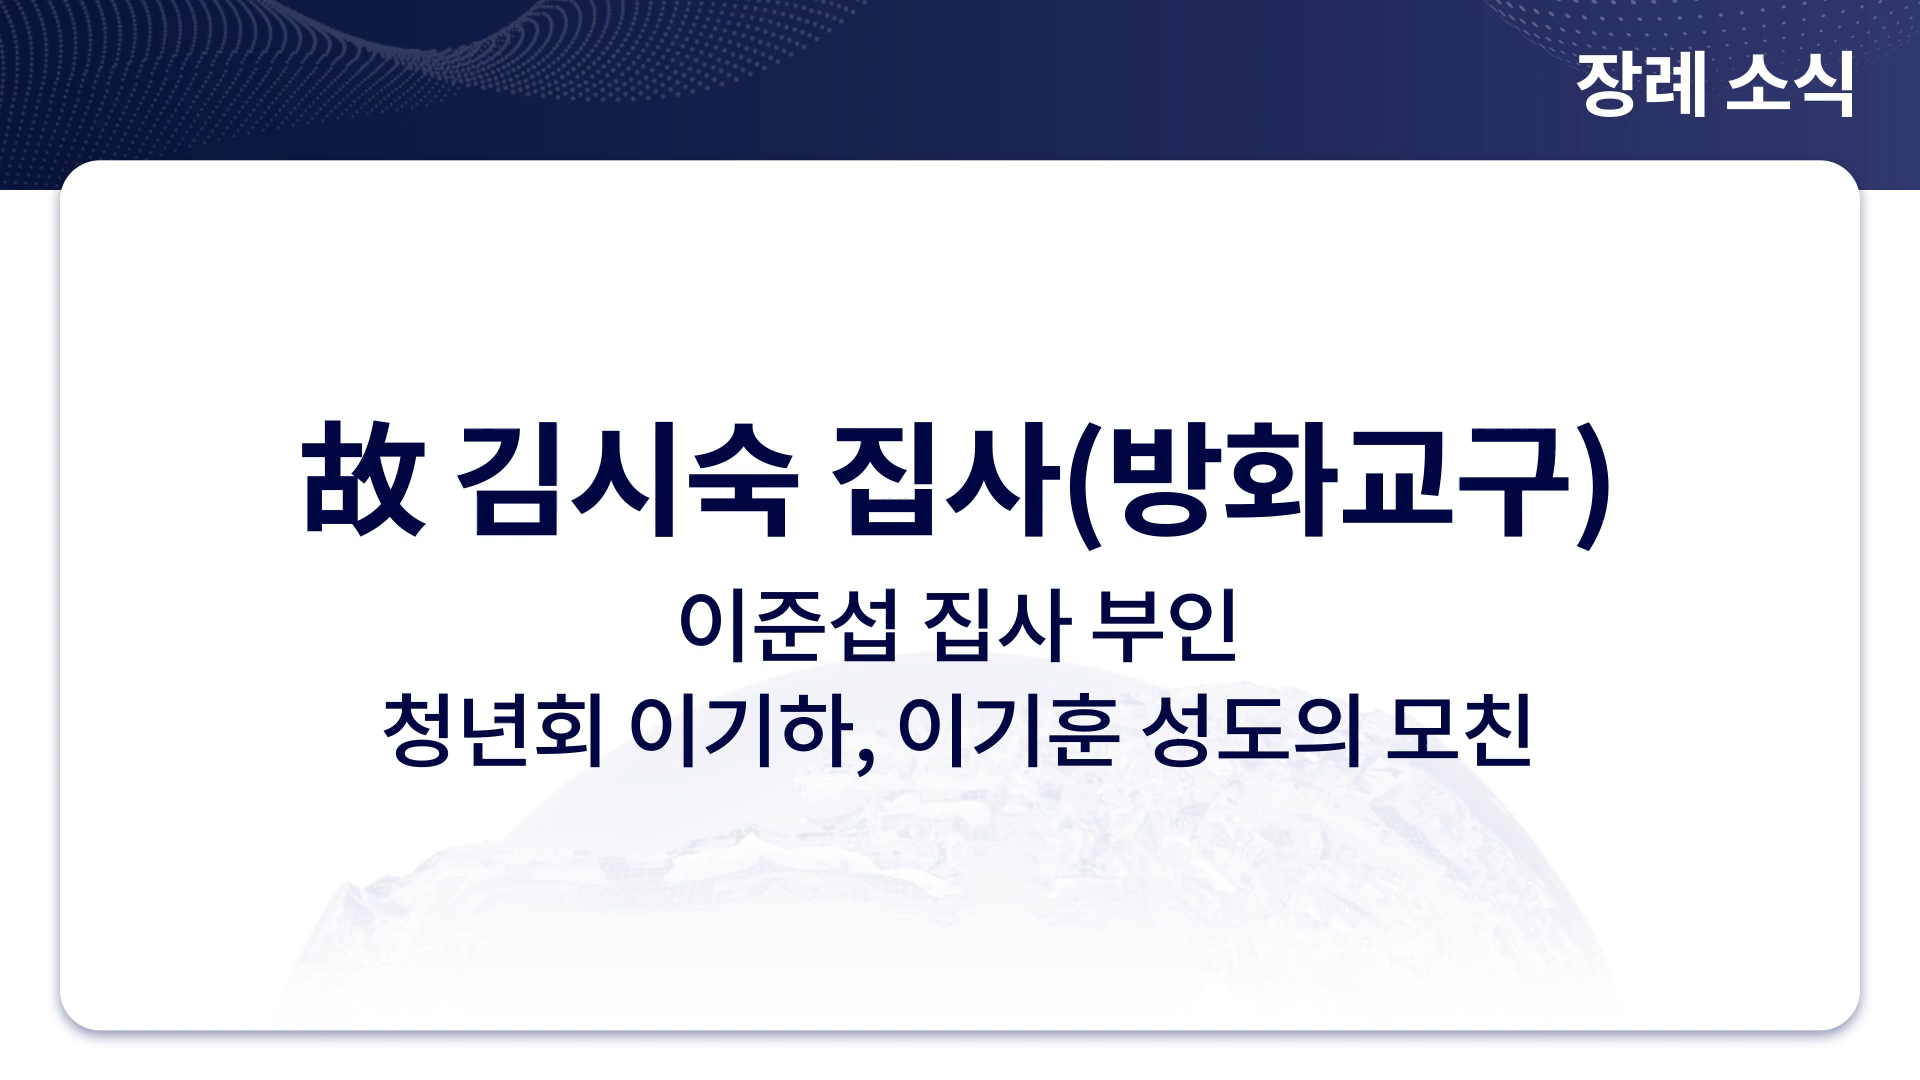 장례 소식
故 김시숙 집사(방화교구)
이준섭 집사 부인
청년회 이기하, 이기훈 성도의 모친